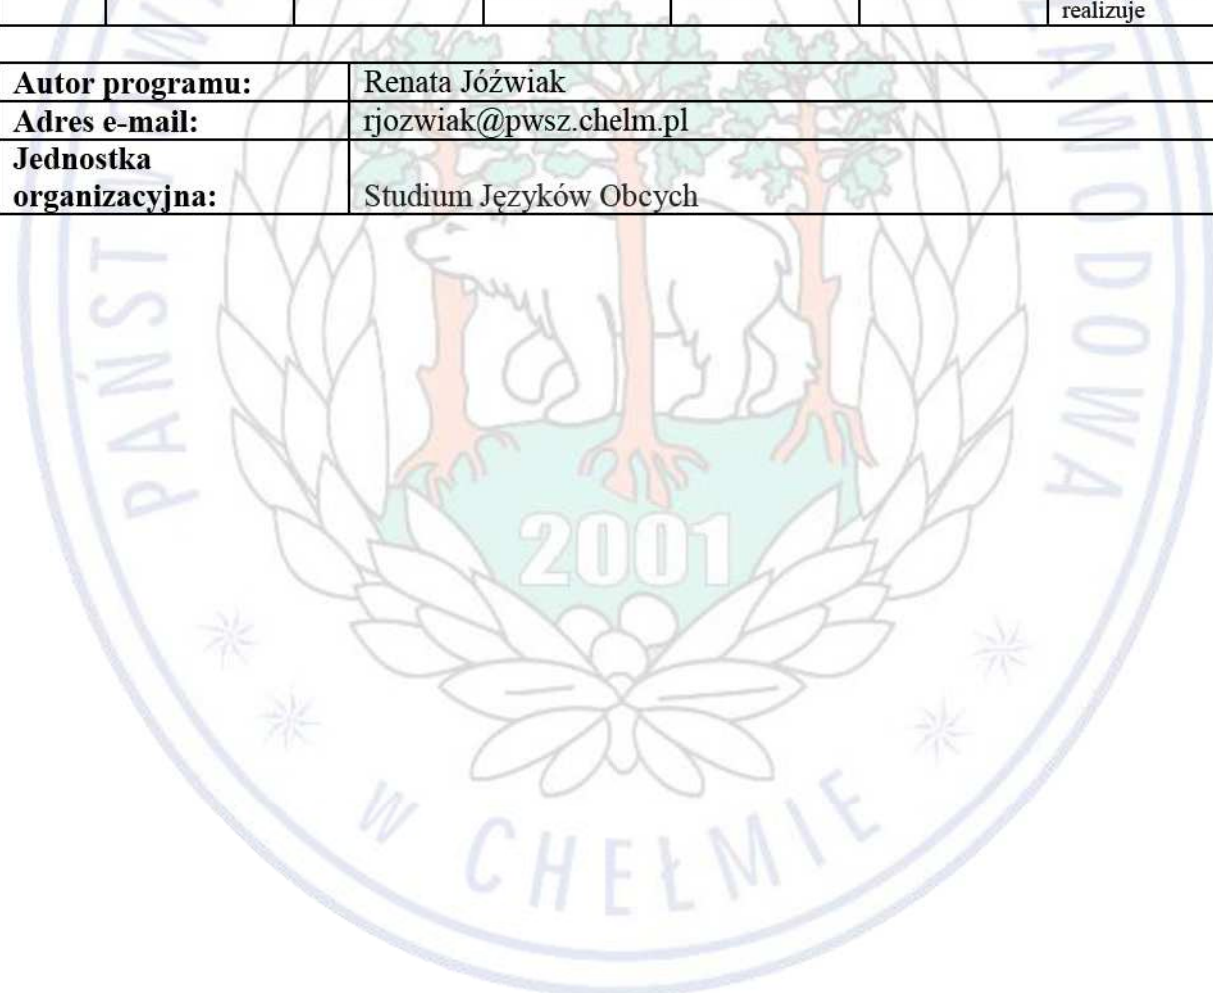 realizuje
Autor programu: Renata Jóźwiak
Adres e-mail: rjozwiak@pwsz.chelm.pl
Jednostka
organizacyjna: Studium Języków Obcych
PAŃSTW
ZAWODOWA
2001
W CHEŁMIE